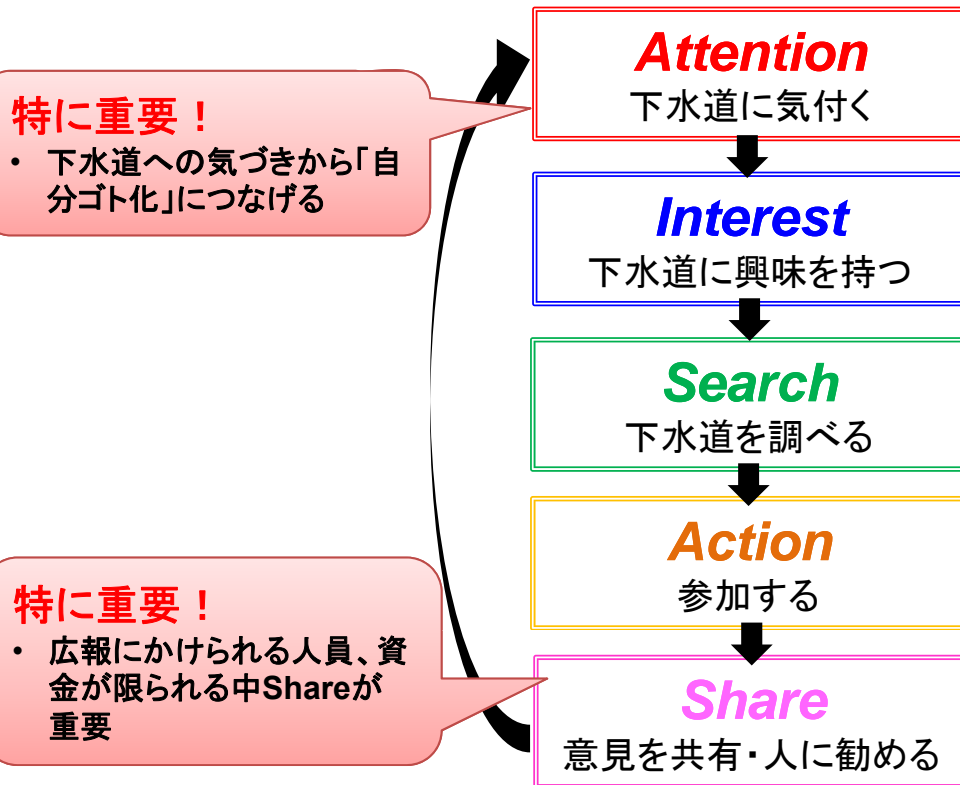 Attention
下水道に気付く
特に重要！
• 下水道への気づきから「自
分ゴト化」につなげる
Interest
下水道に興味を持つ
Search
下水道を調べる
Action
参加する
特に重要！
• 広報にかけられる人員、資
金が限られる中Shareが
重要
Share
意見を共有・人に勧める